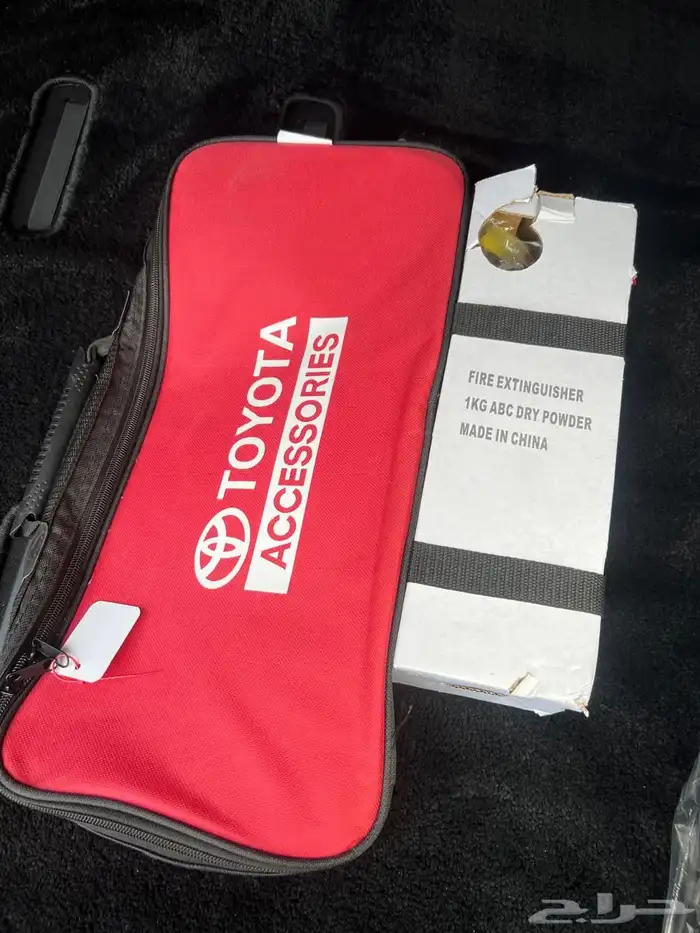 TOYOTA
ACCESSORIES
FIRE EXTINGUISHER
1KG ABC DRY POWDER
MADE IN CHINA
حراج